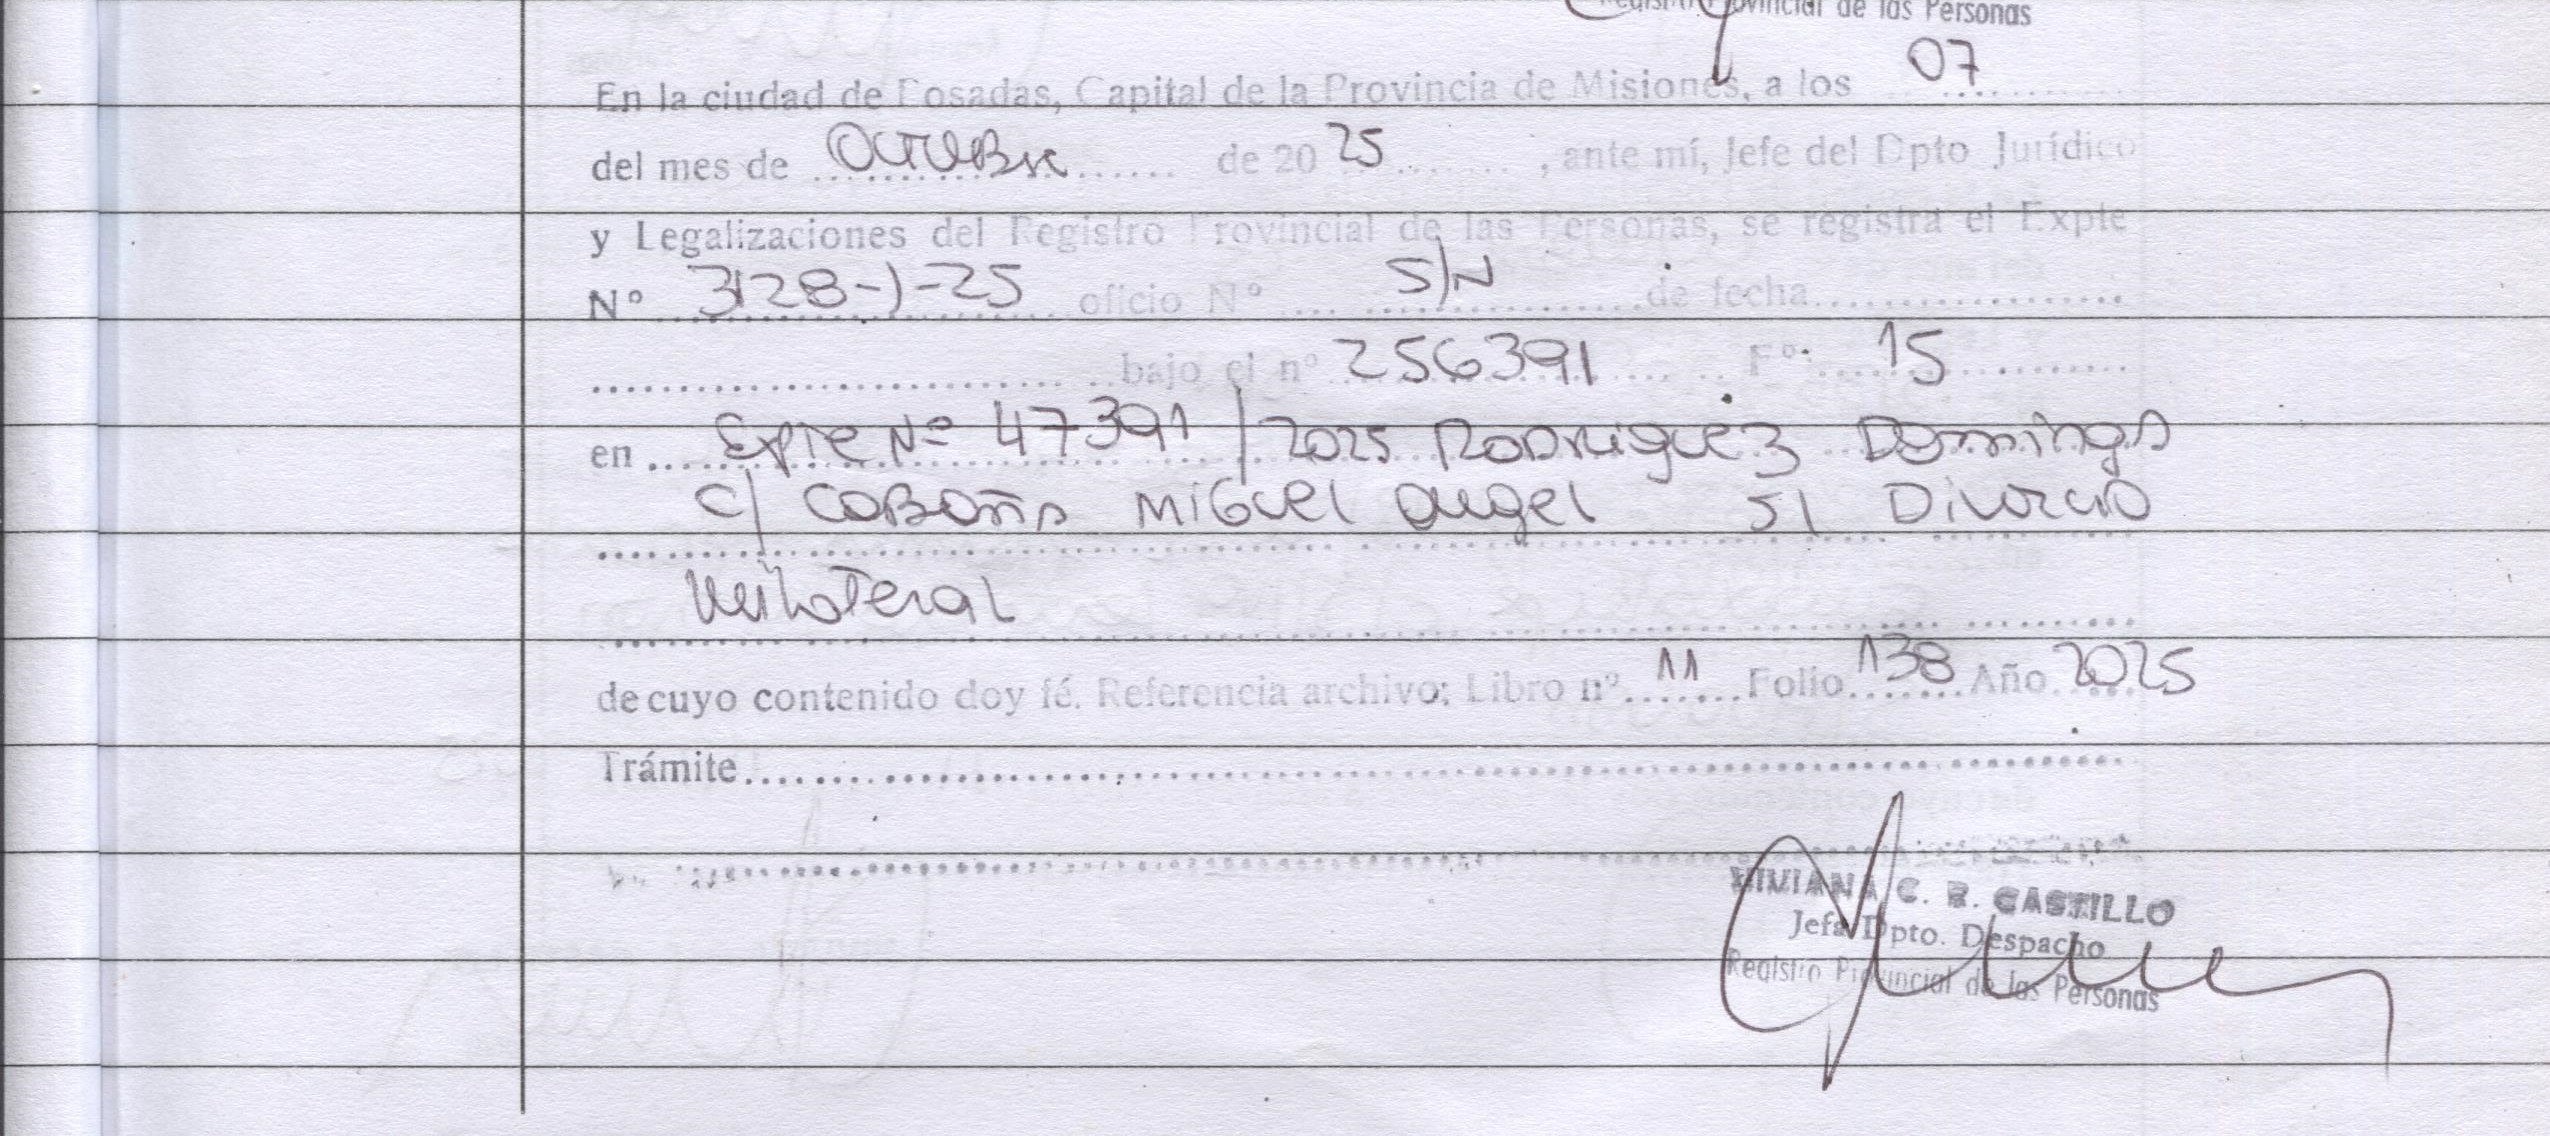 Registro Provincial de las Personas
En la ciudad de Posadas, Capital de la Provincia de Misiones, a los 07
del mes de OCTUBRE de 20 25 , ante mí, Jefe del Dpto Jurídico
y Legalizaciones del Registro Provincial de las Personas, se registra el Expte
N° 3128-J-25 oficio N° S/N de fecha
bajo el n° 256391 F°: 15
en Expte Nº 47391/2025 Rodriguez Domingo
C/ Miguel Angel S/ Divorcio
Unilateral
de cuyo contenido doy fé. Referencia archivo: Libro n° 11 Folio 138 Año 2025
Trámite
VIVIANA C. R. CASTILLO
Jefa Dpto. Despacho
Registro Provincial de las Personas